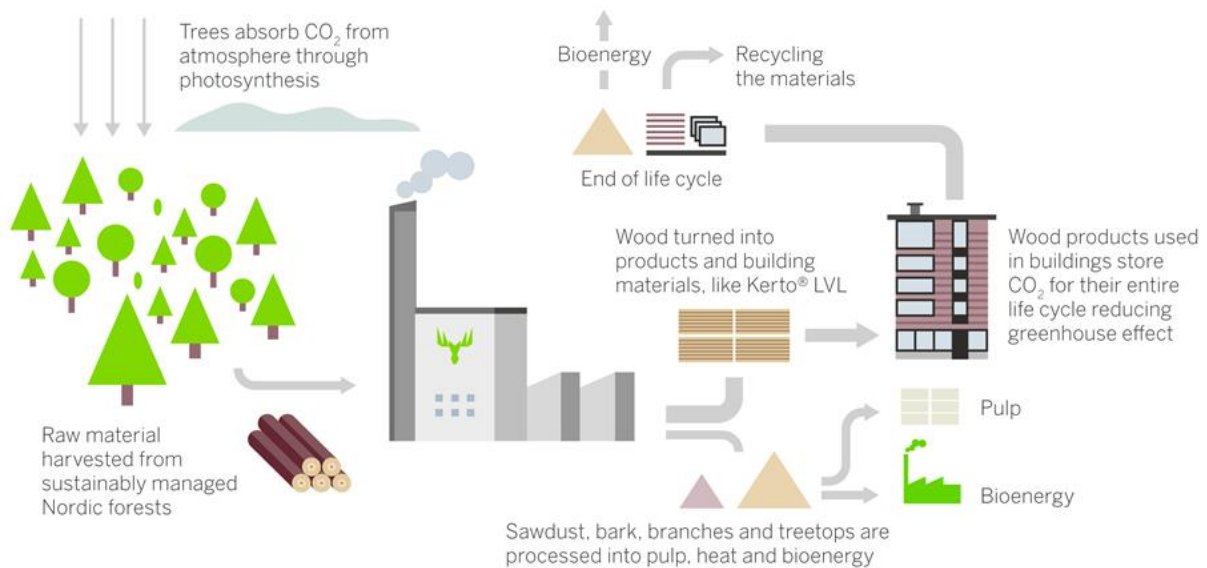 Trees absorb CO₂ from
atmosphere through
photosynthesis
Bioenergy
Recycling
the materials
End of life cycle
Wood turned into
products and building
materials, like Kerto® LVL
Wood products used
in buildings store
CO₂ for their entire
life cycle reducing
greenhouse effect
Raw material
harvested from
sustainably managed
Nordic forests
Pulp
Bioenergy
Sawdust, bark, branches and treetops are
processed into pulp, heat and bioenergy